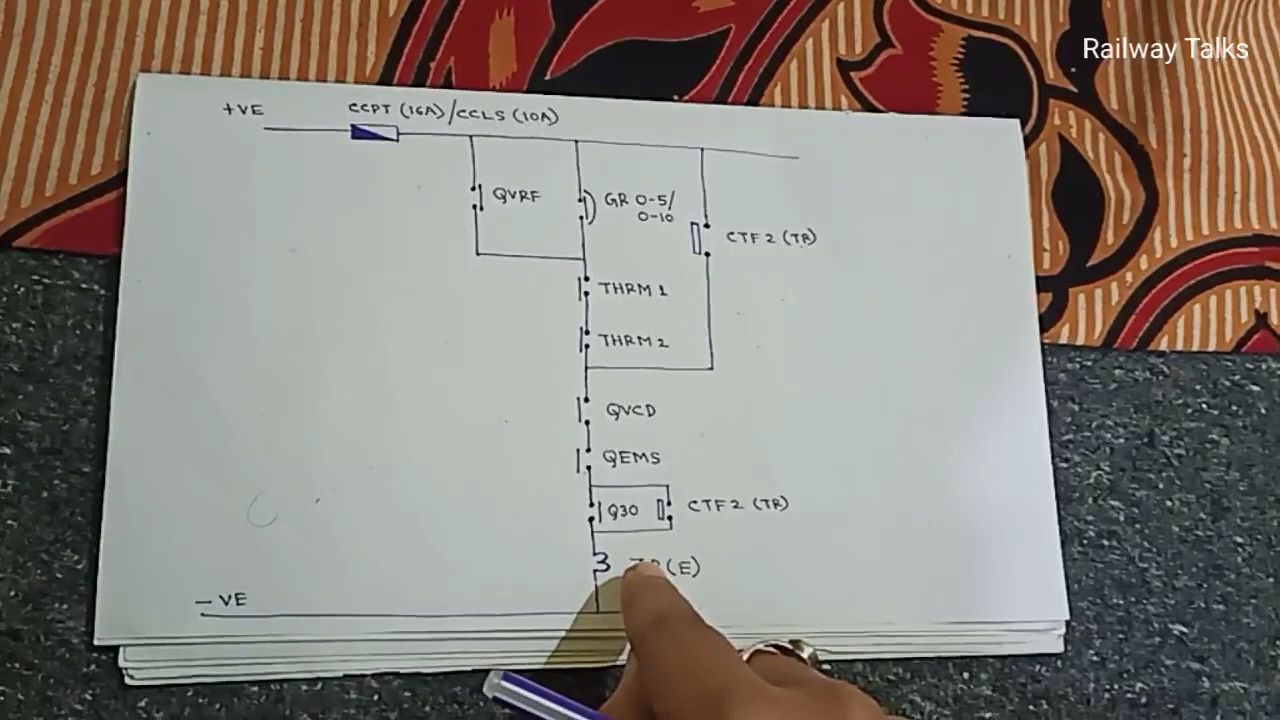 Railway Talks
+VE
CCPT (16A)/CCLS (10A)
QVRF
GR 0-5/
0-10
CTF 2 (TR)
THRM 1
THRM 2
QVCD
QEMS
Q30
CTF 2 (TR)
(E)
- VE